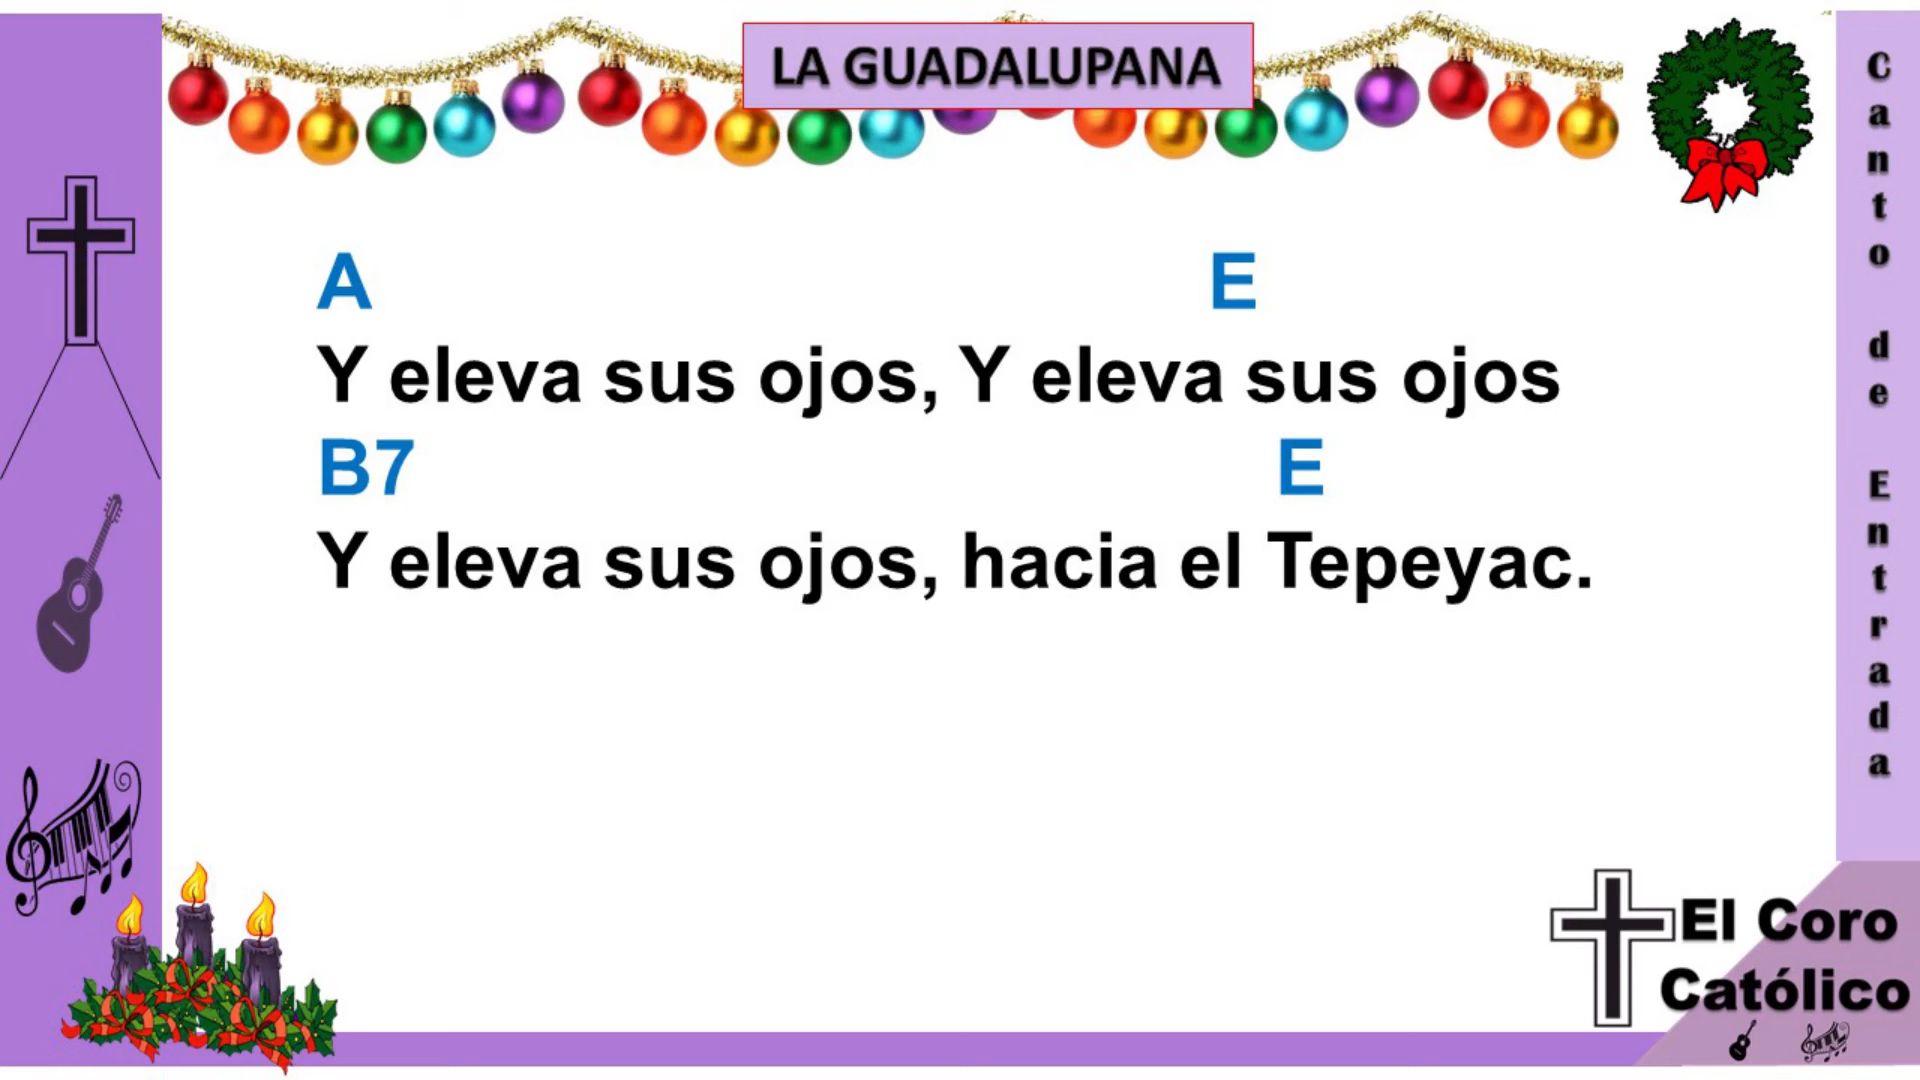 LA GUADALUPANA
A E
Y eleva sus ojos, Y eleva sus ojos
B7 E
Y eleva sus ojos, hacia el Tepeyac.
Canto de Entrada
El Coro
Católico